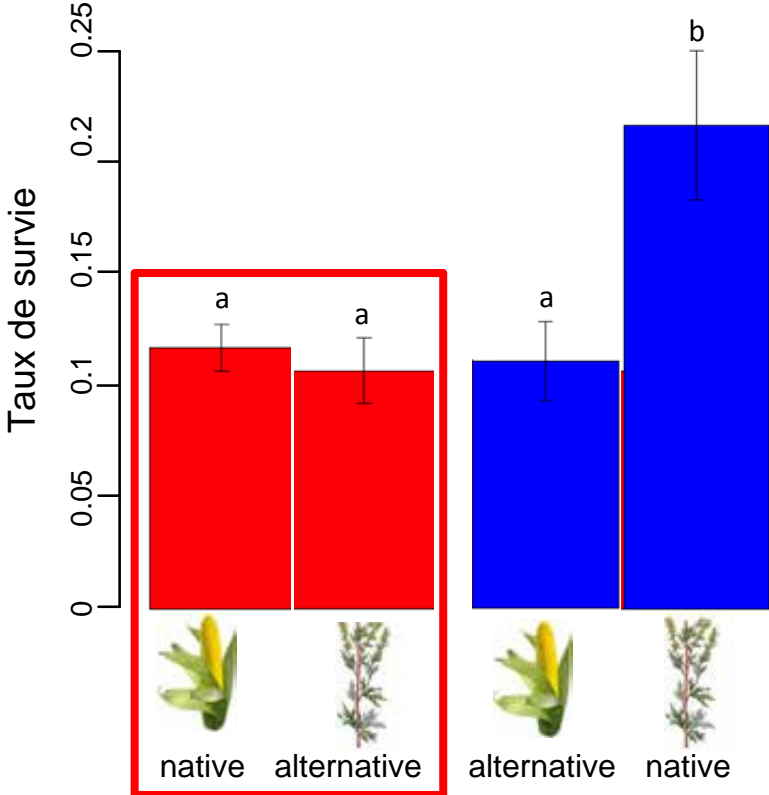 Taux de survie
0.25
0.2
0.15
0.1
0.05
0
a
a
a
b
native alternative alternative native